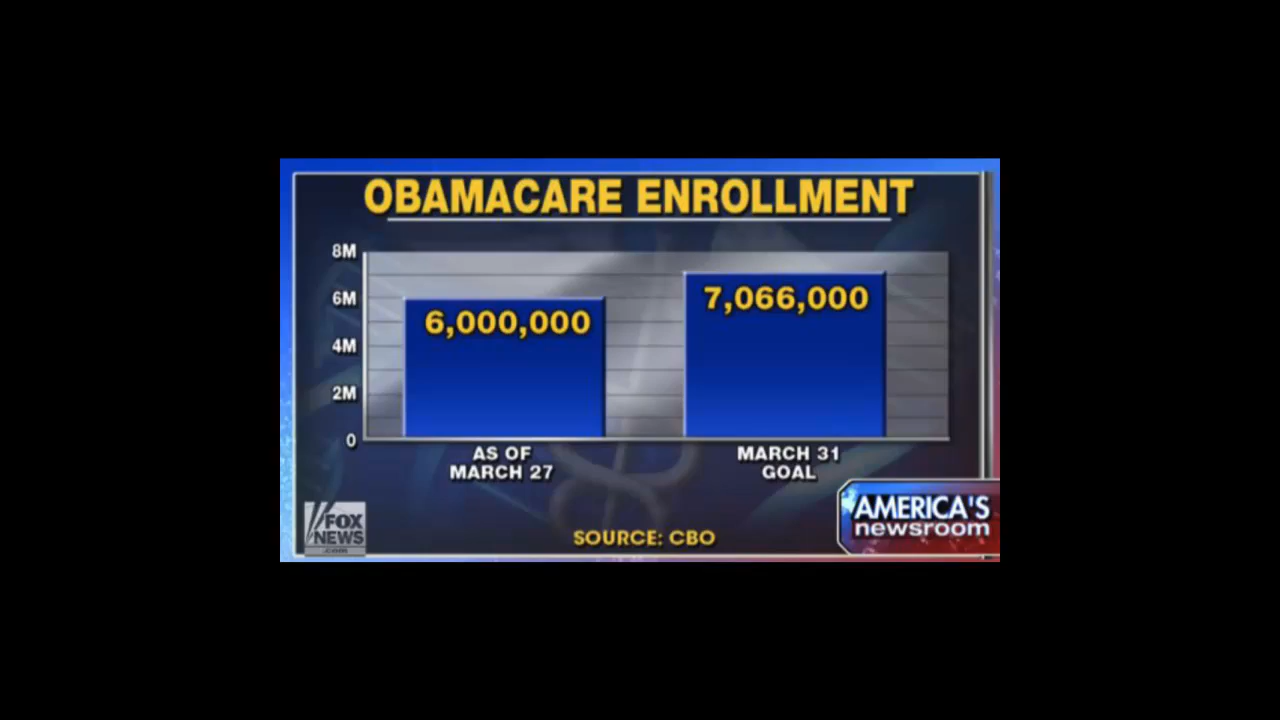 OBAMACARE ENROLLMENT
8M
6M
4M
2M
0
6,000,000
7,066,000
AS OF
MARCH 27
MARCH 31
GOAL
SOURCE: CBO
FOX
NEWS
.com
AMERICA'S
newsroom